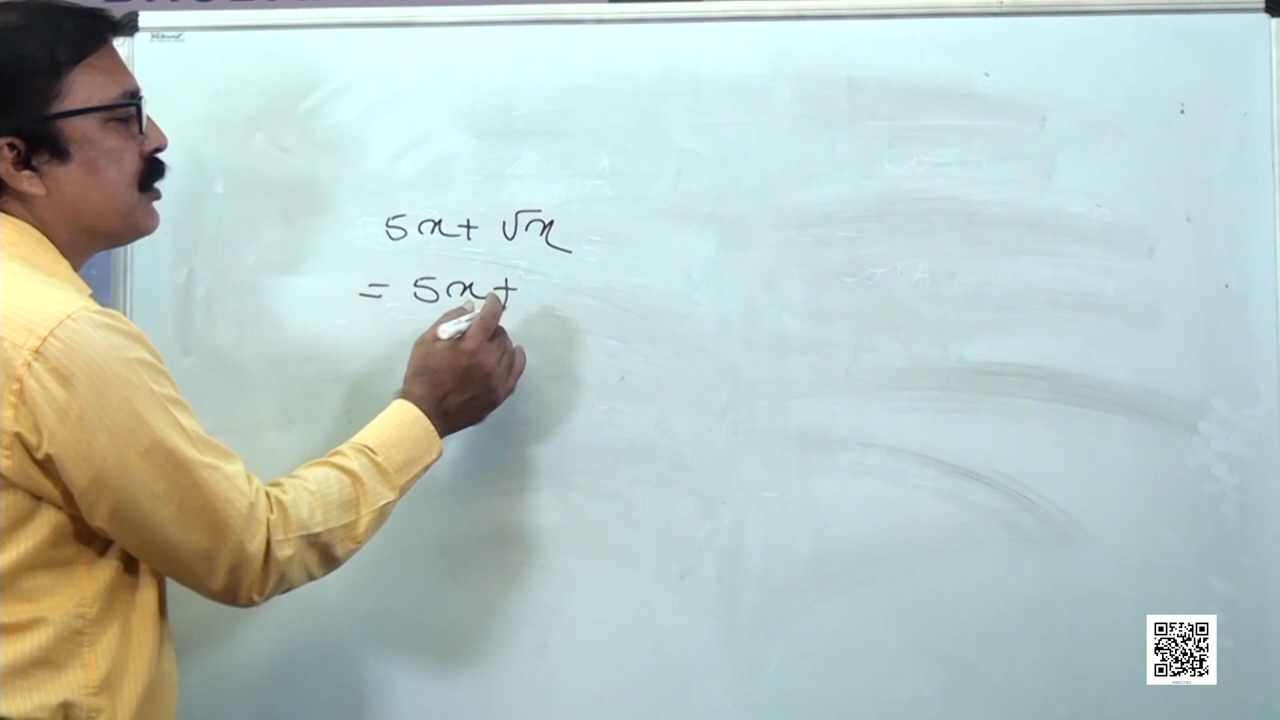 5x + √x
= 5x +